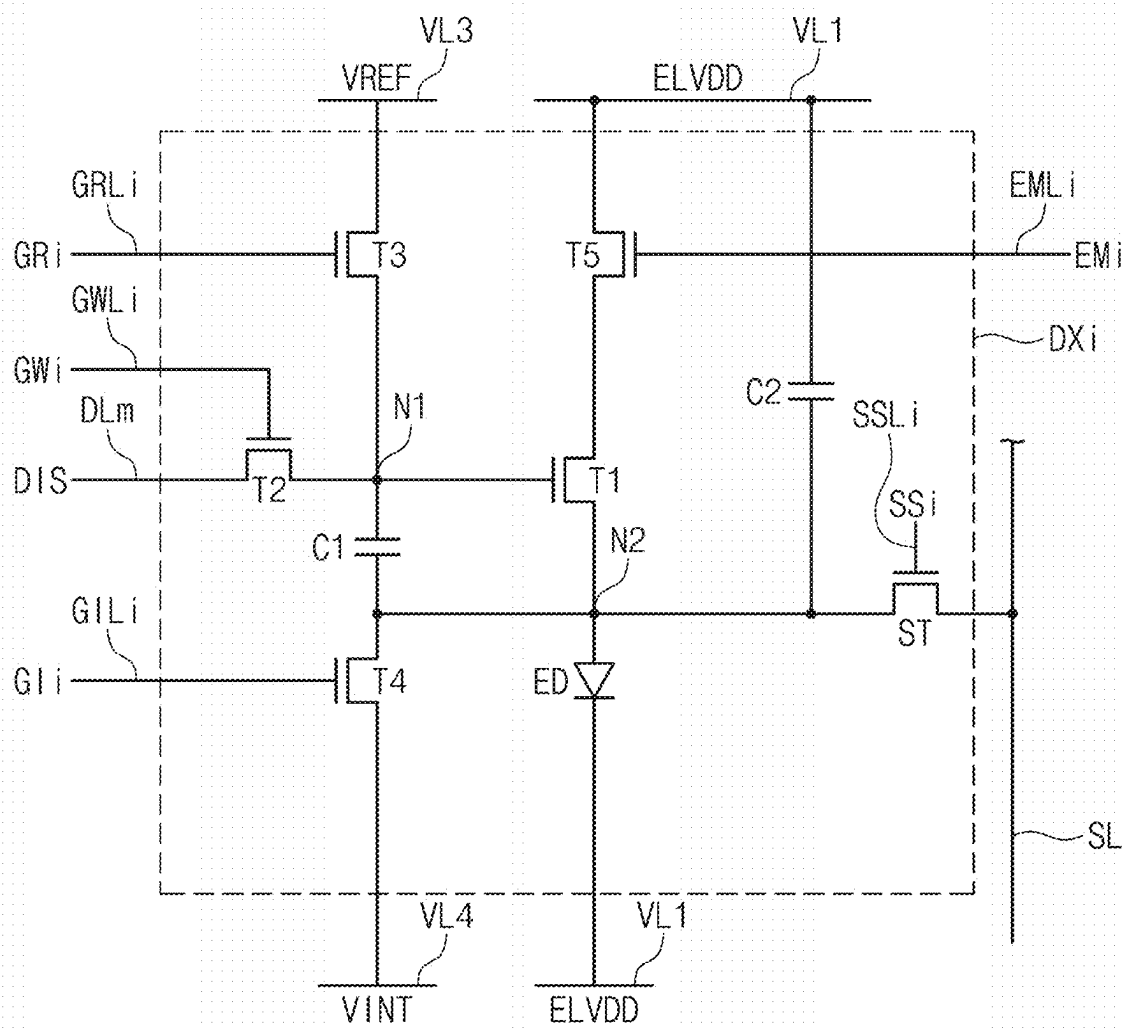 VL3
VL1
VREF
ELVDD
GRLi
EMLi
GRi
T3
T5
EMi
GWLi
DXi
GWi
C2
DLm
N1
SSLi
DIS
T2
T1
SSi
C1
N2
GILi
ST
GIi
T4
ED
SL
VL4
VL1
VINT
ELVDD